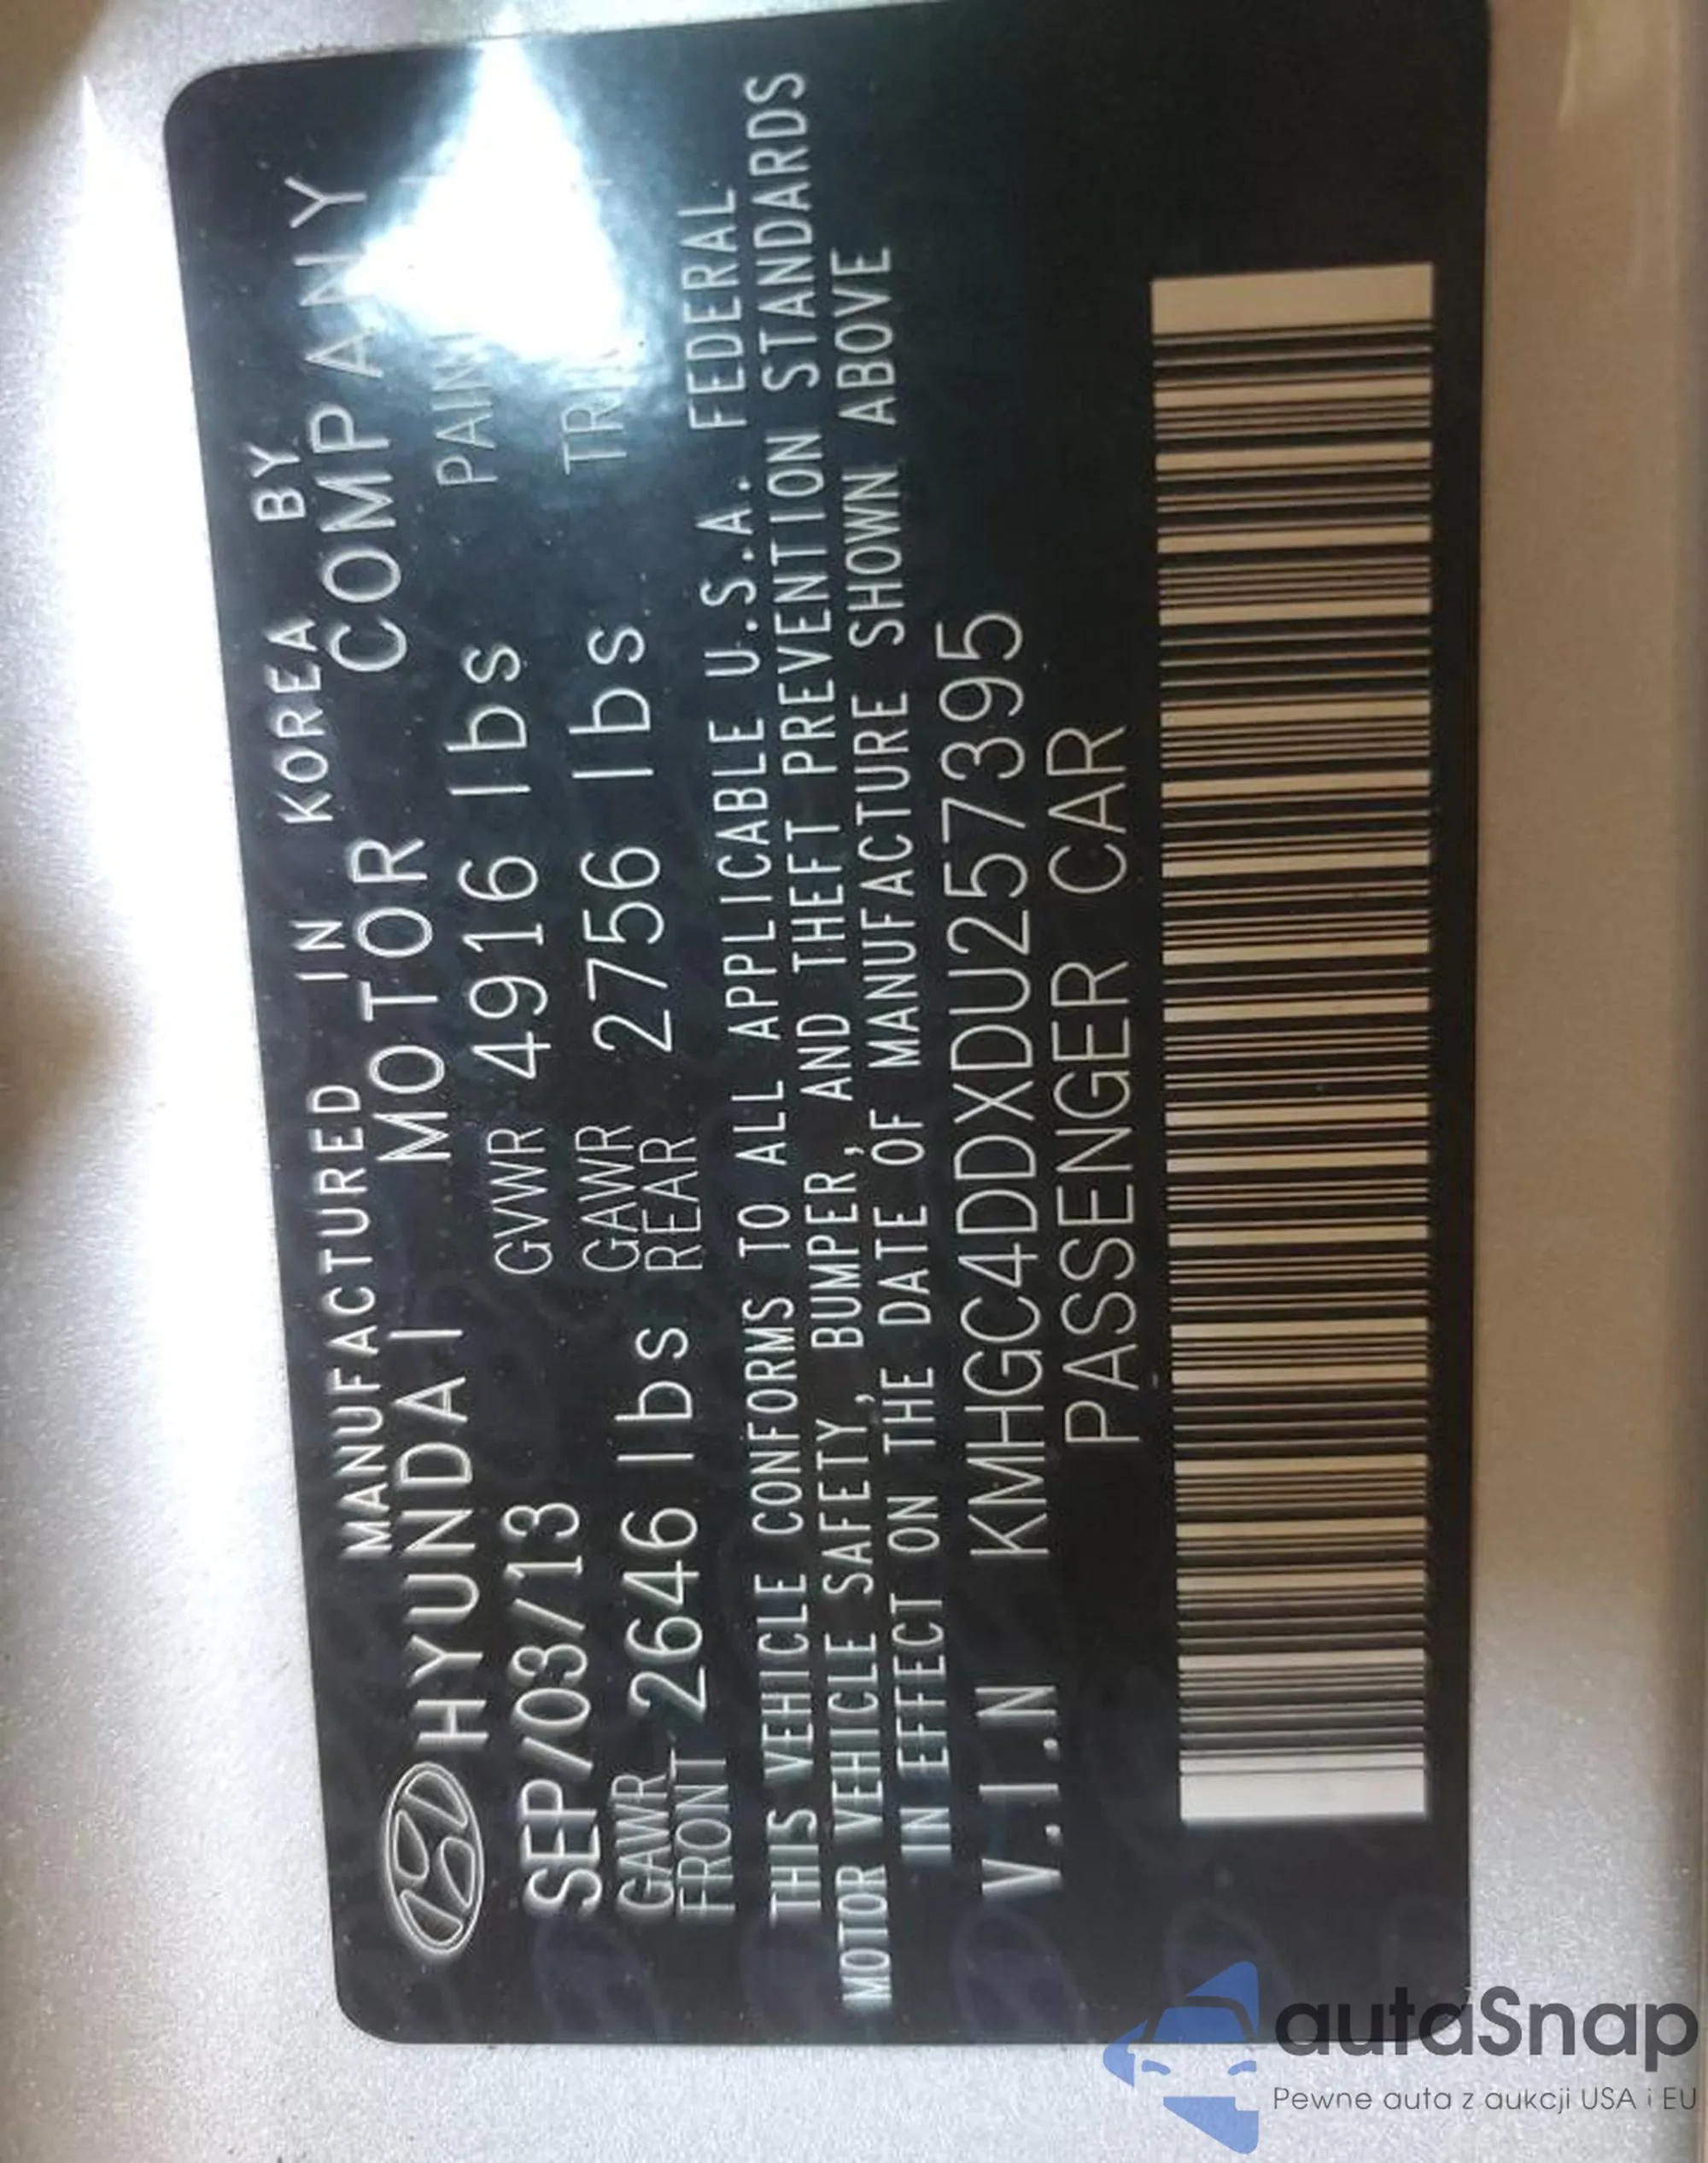 MANUFACTURED IN KOREA BY
HYUNDAI MOTOR COMPANY
SEP/03/13 GVWR 4916 lbs
GAWR FRONT 2646 lbs GAWR REAR 2756 lbs
THIS VEHICLE CONFORMS TO ALL APPLICABLE U.S.A. FEDERAL
MOTOR VEHICLE SAFETY, BUMPER, AND THEFT PREVENTION STANDARDS
IN EFFECT ON THE DATE OF MANUFACTURE SHOWN ABOVE
V.I.N KMHGC4DDXDU257395
PASSENGER CAR
autaSnap
Pewne auta z aukcji USA i EU